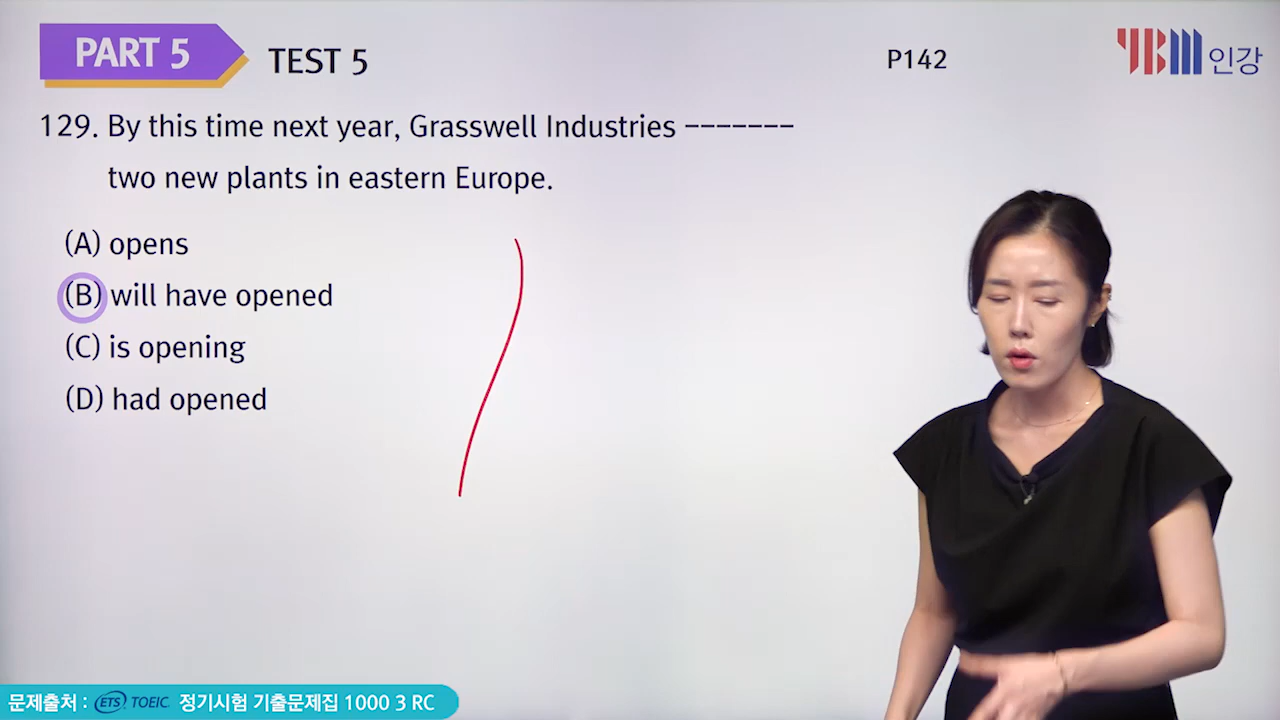 PART 5
TEST 5
P142
YBM 인강
129. By this time next year, Grasswell Industries -------
two new plants in eastern Europe.
(A) opens
(B) will have opened
(C) is opening
(D) had opened
문제출처 : ETS TOEIC 정기시험 기출문제집 1000 3 RC